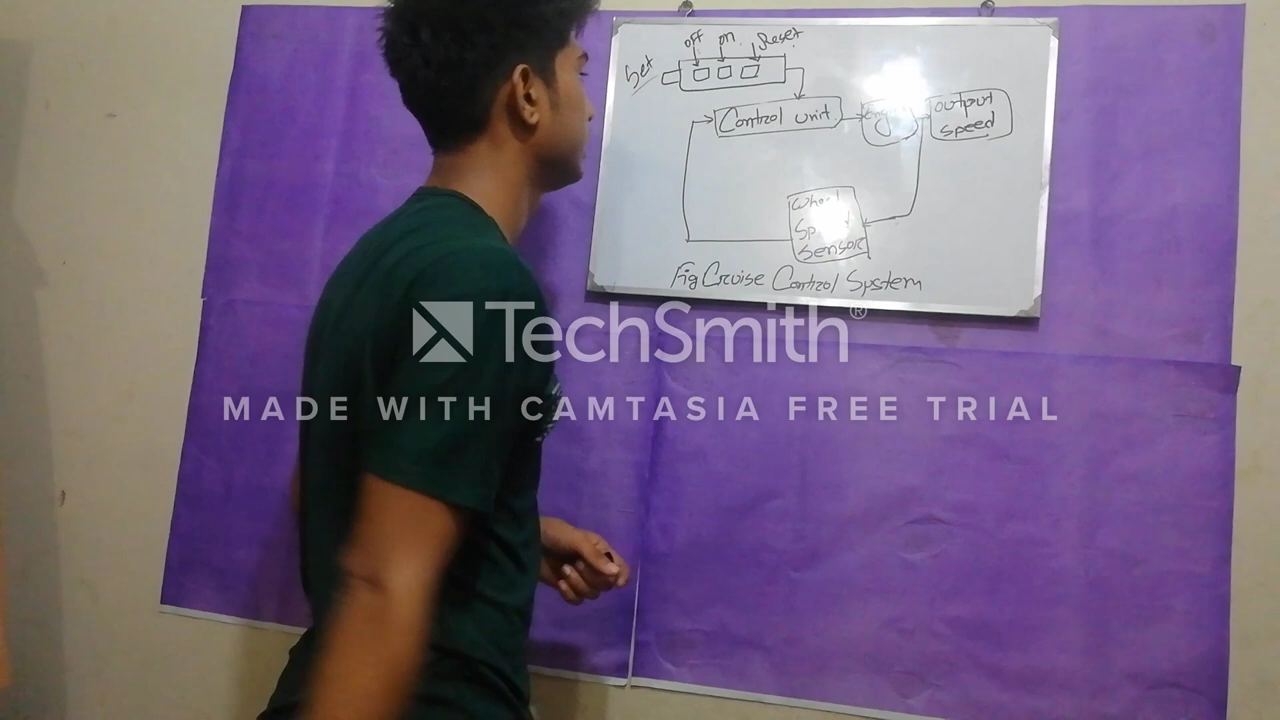 off on Reset
Set
Control unit
output
speed
Speed
Sensor
Fig Cruise Control System
TechSmith®
MADE WITH CAMTASIA FREE TRIAL